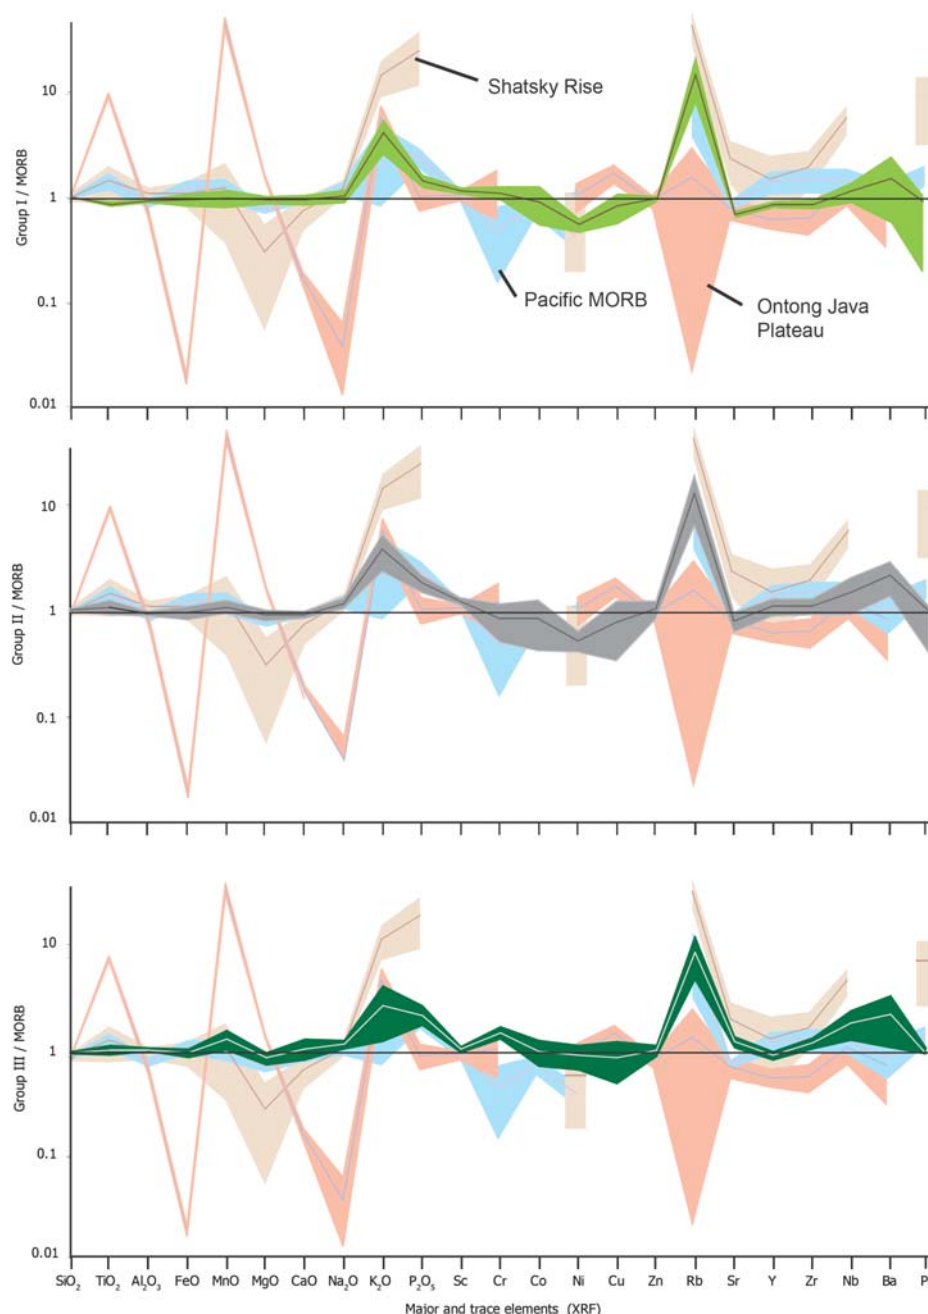 10
1
0.1
0.01
Group I / MORB
Shatsky Rise
Pacific MORB
Ontong Java
Plateau
10
1
0.1
0.01
Group II / MORB
10
1
0.1
0.01
Group III / MORB
SiO₂ TiO₂ Al₂O₃ FeO MnO MgO CaO Na₂O K₂O P₂O₅ Sc Cr Co Ni Cu Zn Rb Sr Y Zr Nb Ba P
Major and trace elements (XRF)